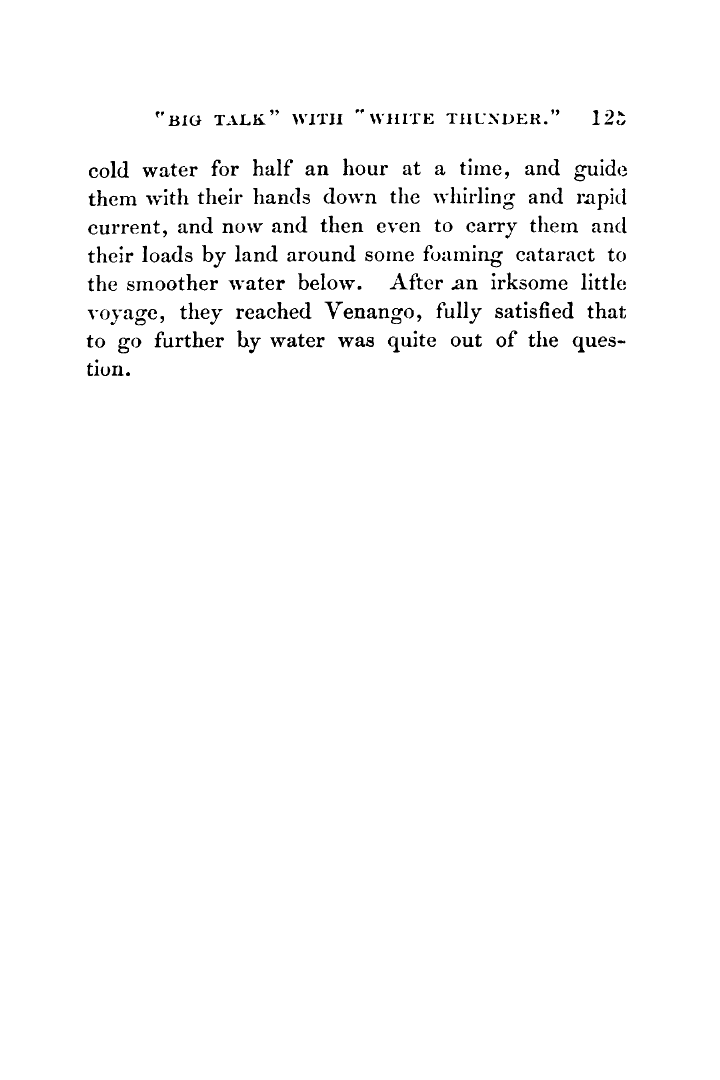 "BIG TALK" WITH "WHITE THUNDER." 125
cold water for half an hour at a time, and guide
them with their hands down the whirling and rapid
current, and now and then even to carry them and
their loads by land around some foaming cataract to
the smoother water below. After an irksome little
voyage, they reached Venango, fully satisfied that
to go further by water was quite out of the ques-
tion.